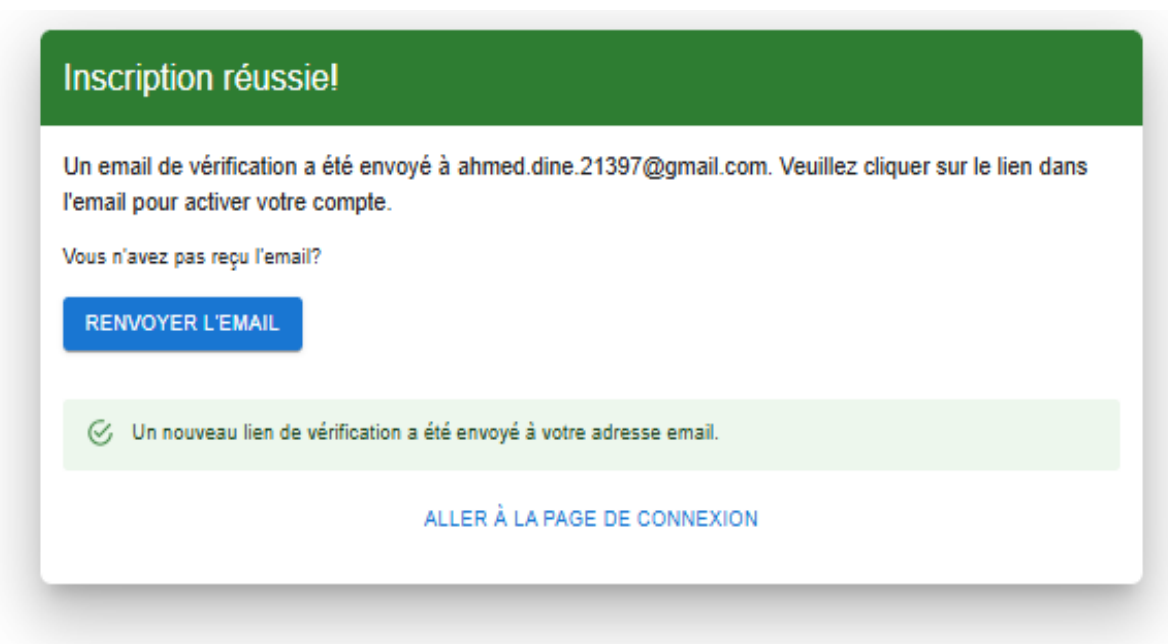 Inscription réussie!
Un email de vérification a été envoyé à ahmed.dine.21397@gmail.com. Veuillez cliquer sur le lien dans
l'email pour activer votre compte.
Vous n'avez pas reçu l'email?
RENVOYER L'EMAIL
Un nouveau lien de vérification a été envoyé à votre adresse email.
ALLER À LA PAGE DE CONNEXION